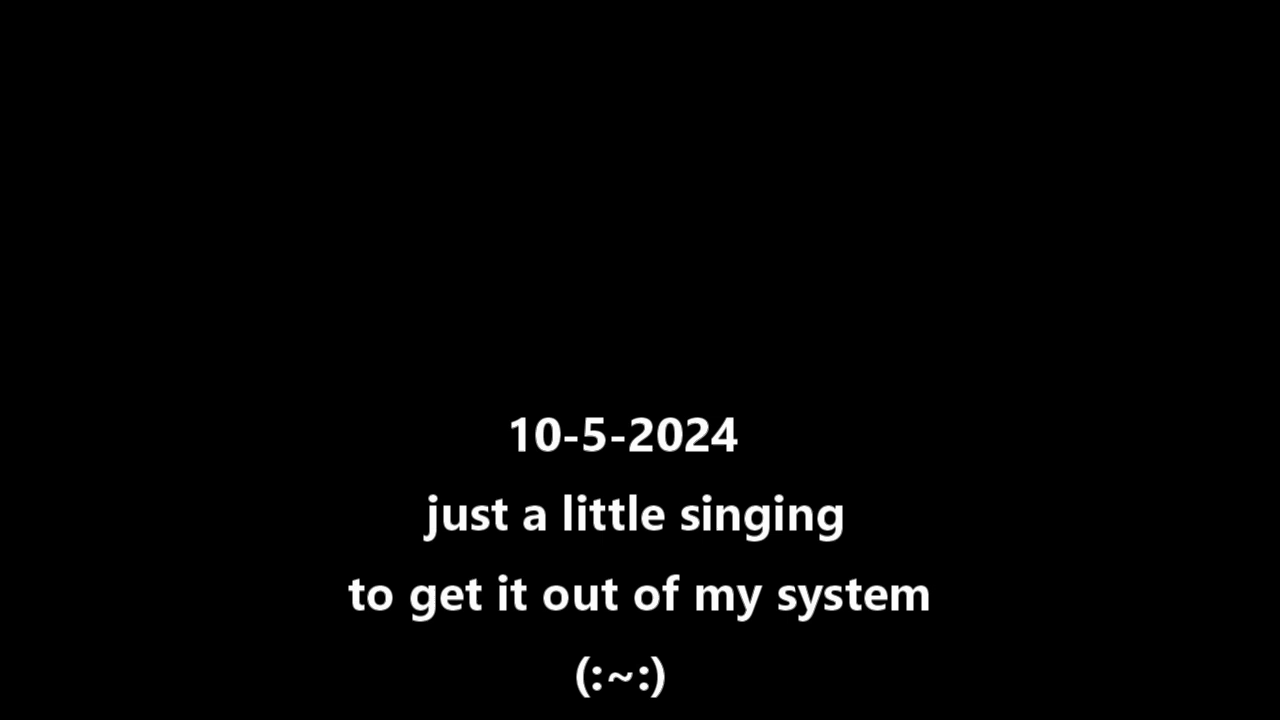 10-5-2024
just a little singing
to get it out of my system
(:~:)